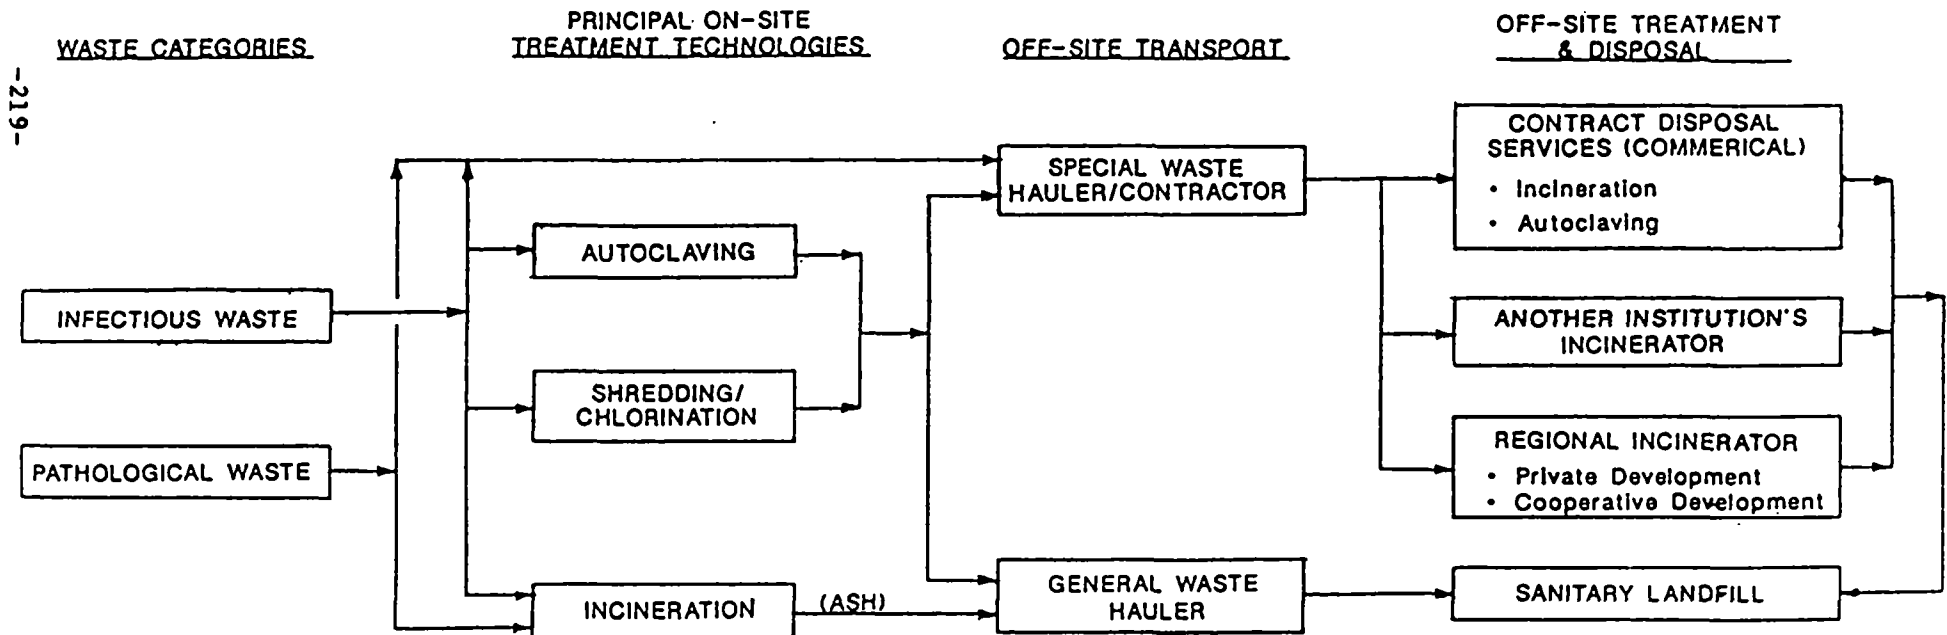 -219-
WASTE CATEGORIES
PRINCIPAL ON-SITE
TREATMENT TECHNOLOGIES
OFF-SITE TRANSPORT
OFF-SITE TREATMENT
& DISPOSAL
INFECTIOUS WASTE
PATHOLOGICAL WASTE
AUTOCLAVING
SHREDDING/
CHLORINATION
INCINERATION
(ASH)
SPECIAL WASTE
HAULER/CONTRACTOR
GENERAL WASTE
HAULER
CONTRACT DISPOSAL
SERVICES (COMMERICAL)
• Incineration
• Autoclaving
ANOTHER INSTITUTION'S
INCINERATOR
REGIONAL INCINERATOR
• Private Development
• Cooperative Development
SANITARY LANDFILL